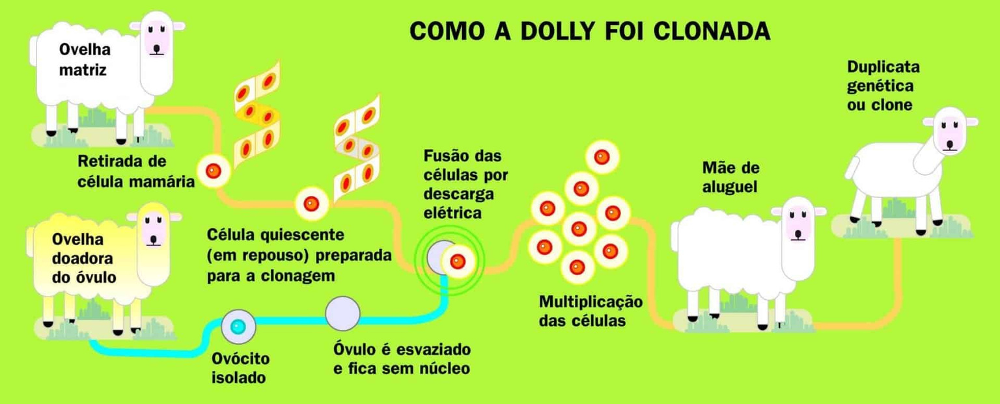 COMO A DOLLY FOI CLONADA
Ovelha
matriz
Retirada de
célula mamária
Ovelha
doadora
do óvulo
Célula quiescente
(em repouso) preparada
para a clonagem
Ovócito
isolado
Óvulo é esvaziado
e fica sem núcleo
Fusão das
células por
descarga
elétrica
Multiplicação
das células
Mãe de
aluguel
Duplicata
genética
ou clone